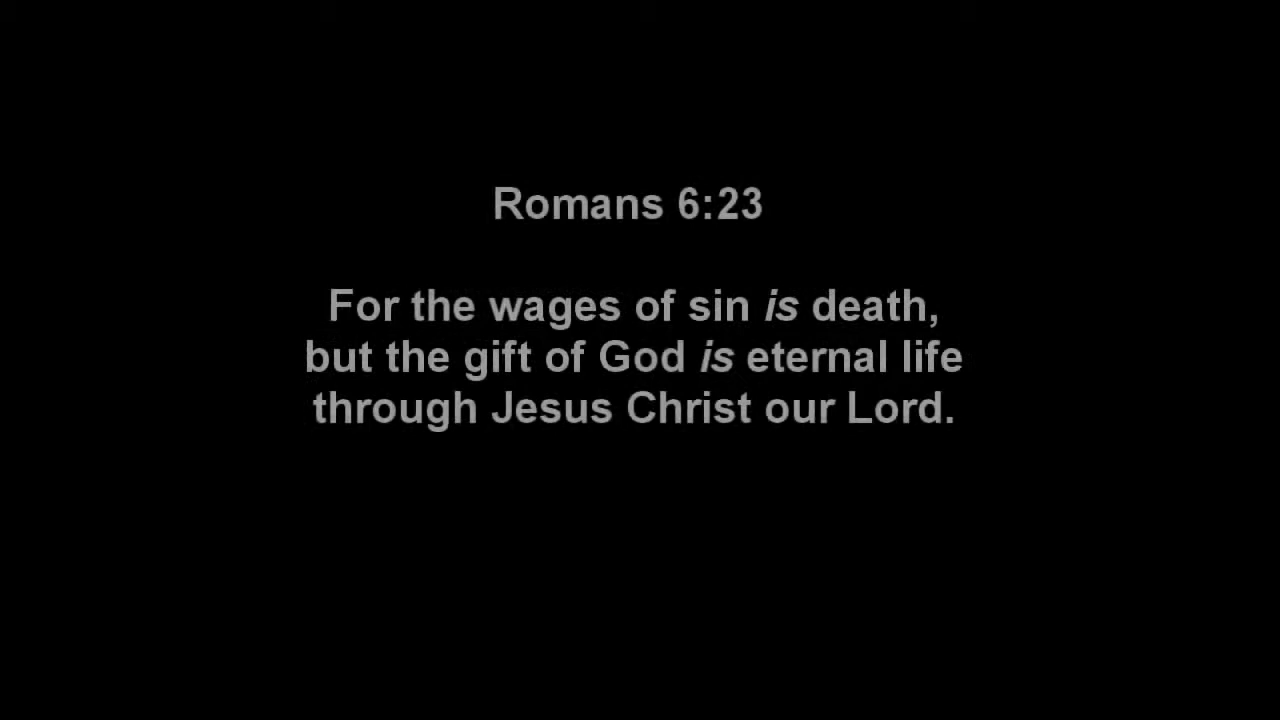 Romans 6:23
For the wages of sin is death,
but the gift of God is eternal life
through Jesus Christ our Lord.